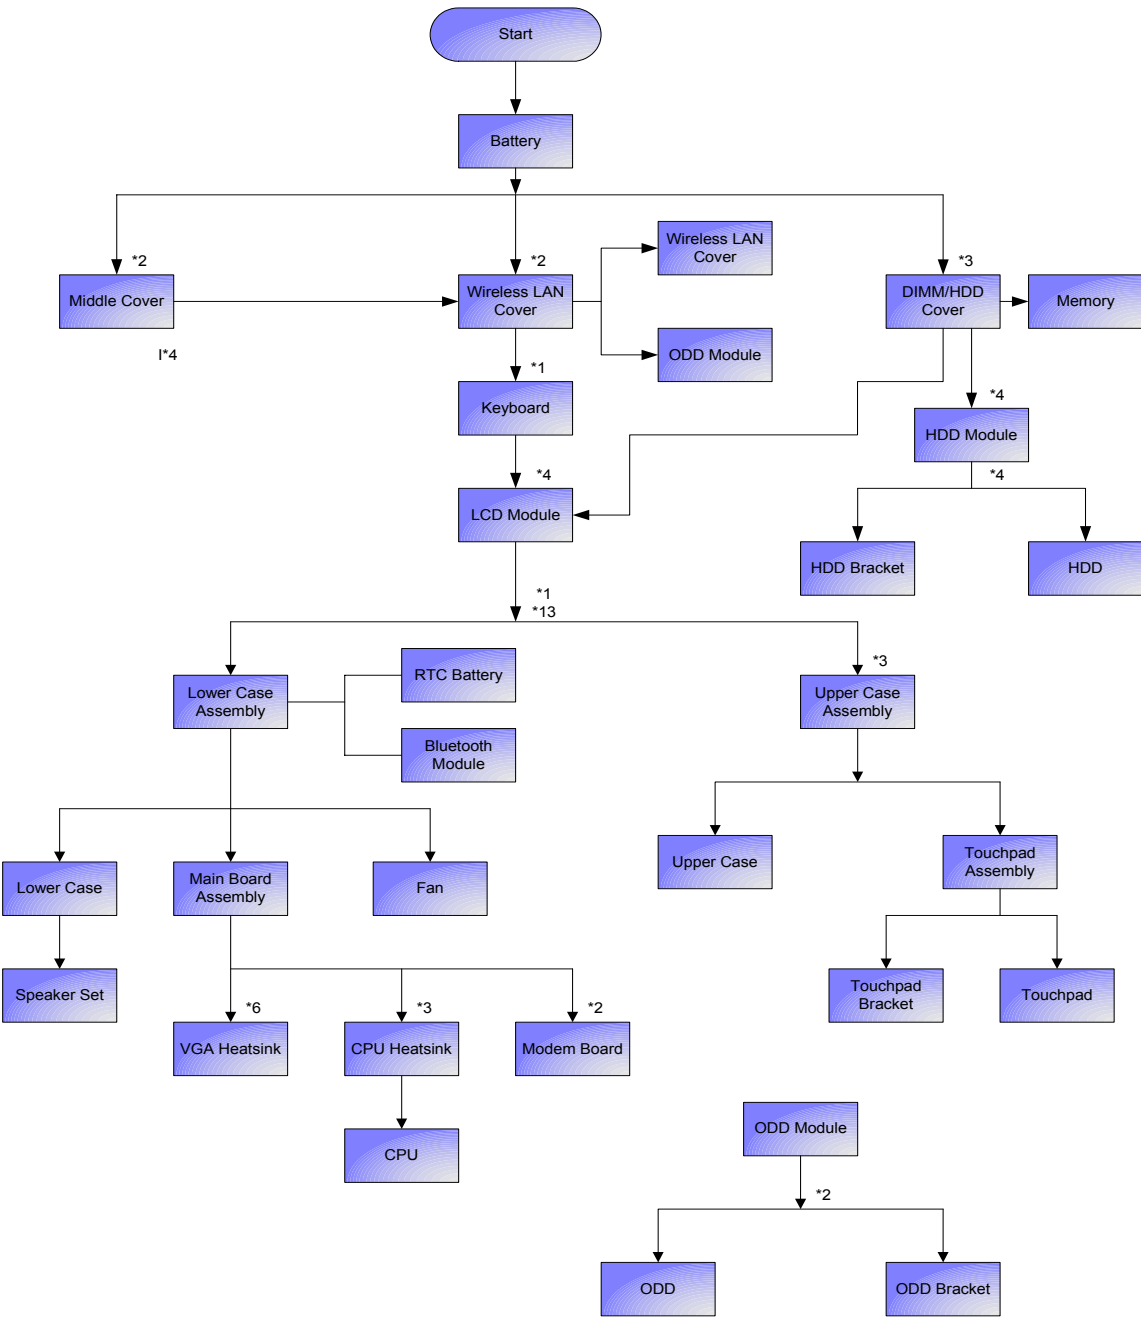 Start
Battery
*2
*2
*3
Wireless LAN
Cover
Middle Cover
Wireless LAN
Cover
DIMM/HDD
Cover
Memory
I*4
*1
ODD Module
Keyboard
*4
HDD Module
*4
*4
LCD Module
HDD Bracket
HDD
*1
*13
*3
RTC Battery
Lower Case
Assembly
Upper Case
Assembly
Bluetooth
Module
Lower Case
Main Board
Assembly
Fan
Upper Case
Touchpad
Assembly
Speaker Set
Touchpad
Bracket
Touchpad
*6
*3
*2
VGA Heatsink
CPU Heatsink
Modem Board
CPU
ODD Module
*2
ODD
ODD Bracket